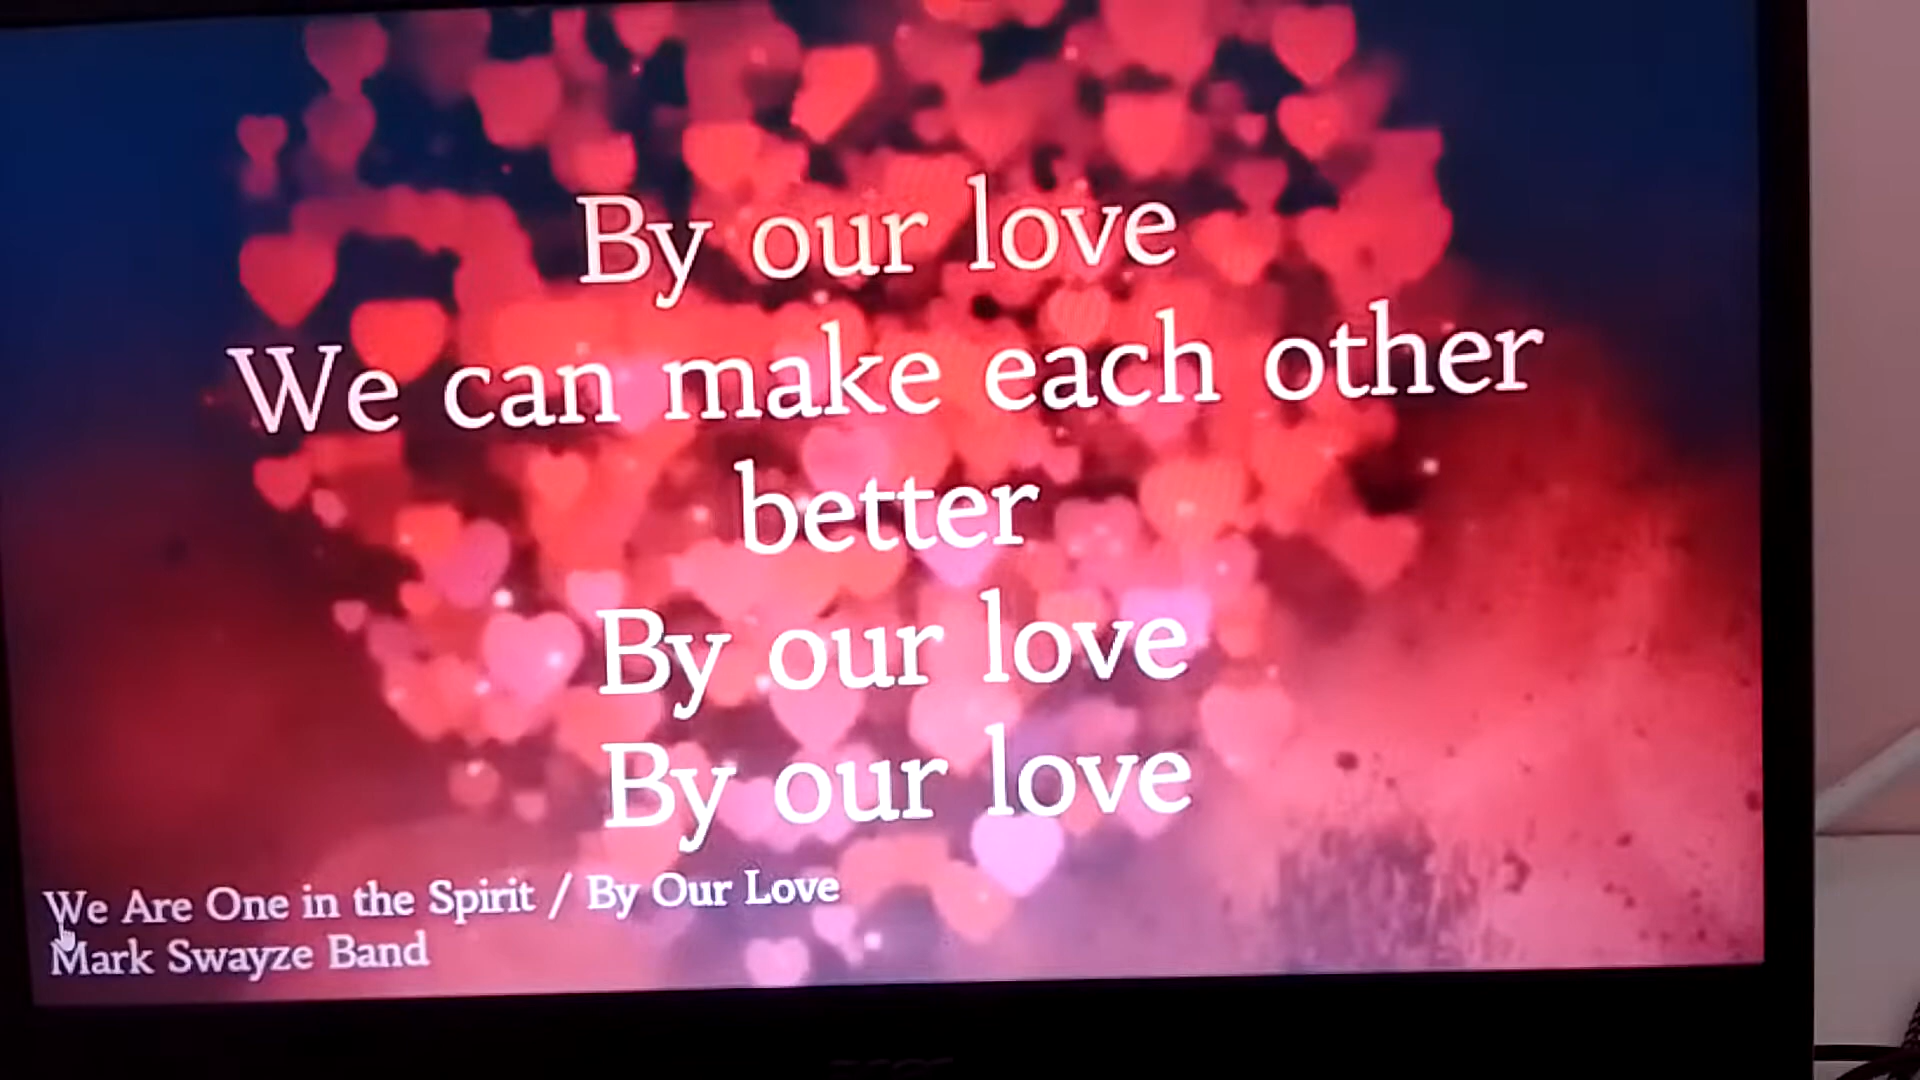 By our love
We can make each other
better
By our love
By our love
We Are One in the Spirit / By Our Love
Mark Swayze Band